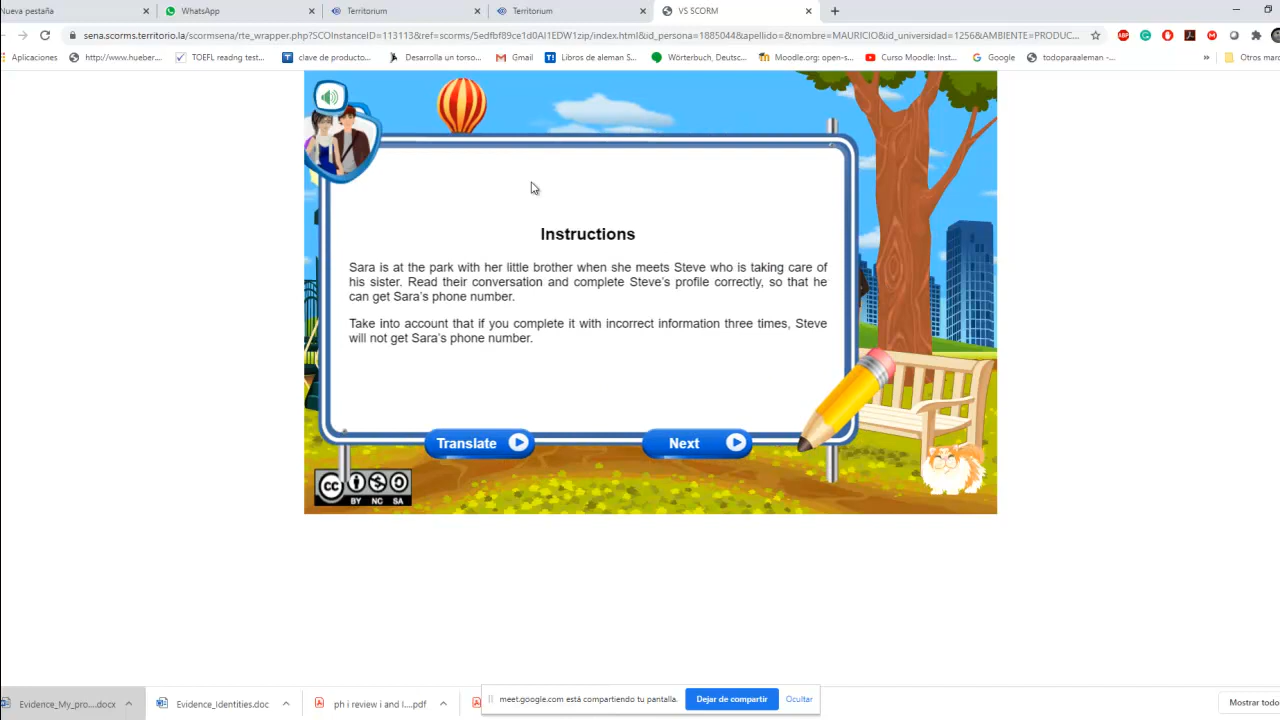 Nueva pestaña
WhatsApp
Territorium
Territorium
VS SCORM
sena.scorms.territorio.la/scormsena/rte_wrapper.php?SCOInstanceID=113113&ref=scorms/5edfbf89ce1d0AI1EDW1zip/index.html&id_persona=1885044&apellido=&nombre=MAURICIO&id_universidad=1256&AMBIENTE=PRODUC...
Aplicaciones
http://www.hueber...
TOEFL readng test...
clave de producto...
Desarrolla un torso...
Gmail
Libros de aleman S...
Wörterbuch, Deutsc...
Moodle.org: open-s...
Curso Moodle: Inst...
Google
todoparaaleman -...
»
Otros marc
Instructions
Sara is at the park with her little brother when she meets Steve who is taking care of
his sister. Read their conversation and complete Steve's profile correctly, so that he
can get Sara's phone number.
Take into account that if you complete it with incorrect information three times, Steve
will not get Sara's phone number.
Translate
Next
CC
BY NC SA
Evidence_My_pro....docx
Evidence_Identities.doc
ph i review i and I....pdf
meet.google.com está compartiendo tu pantalla.
Dejar de compartir
Ocultar
Mostrar todo